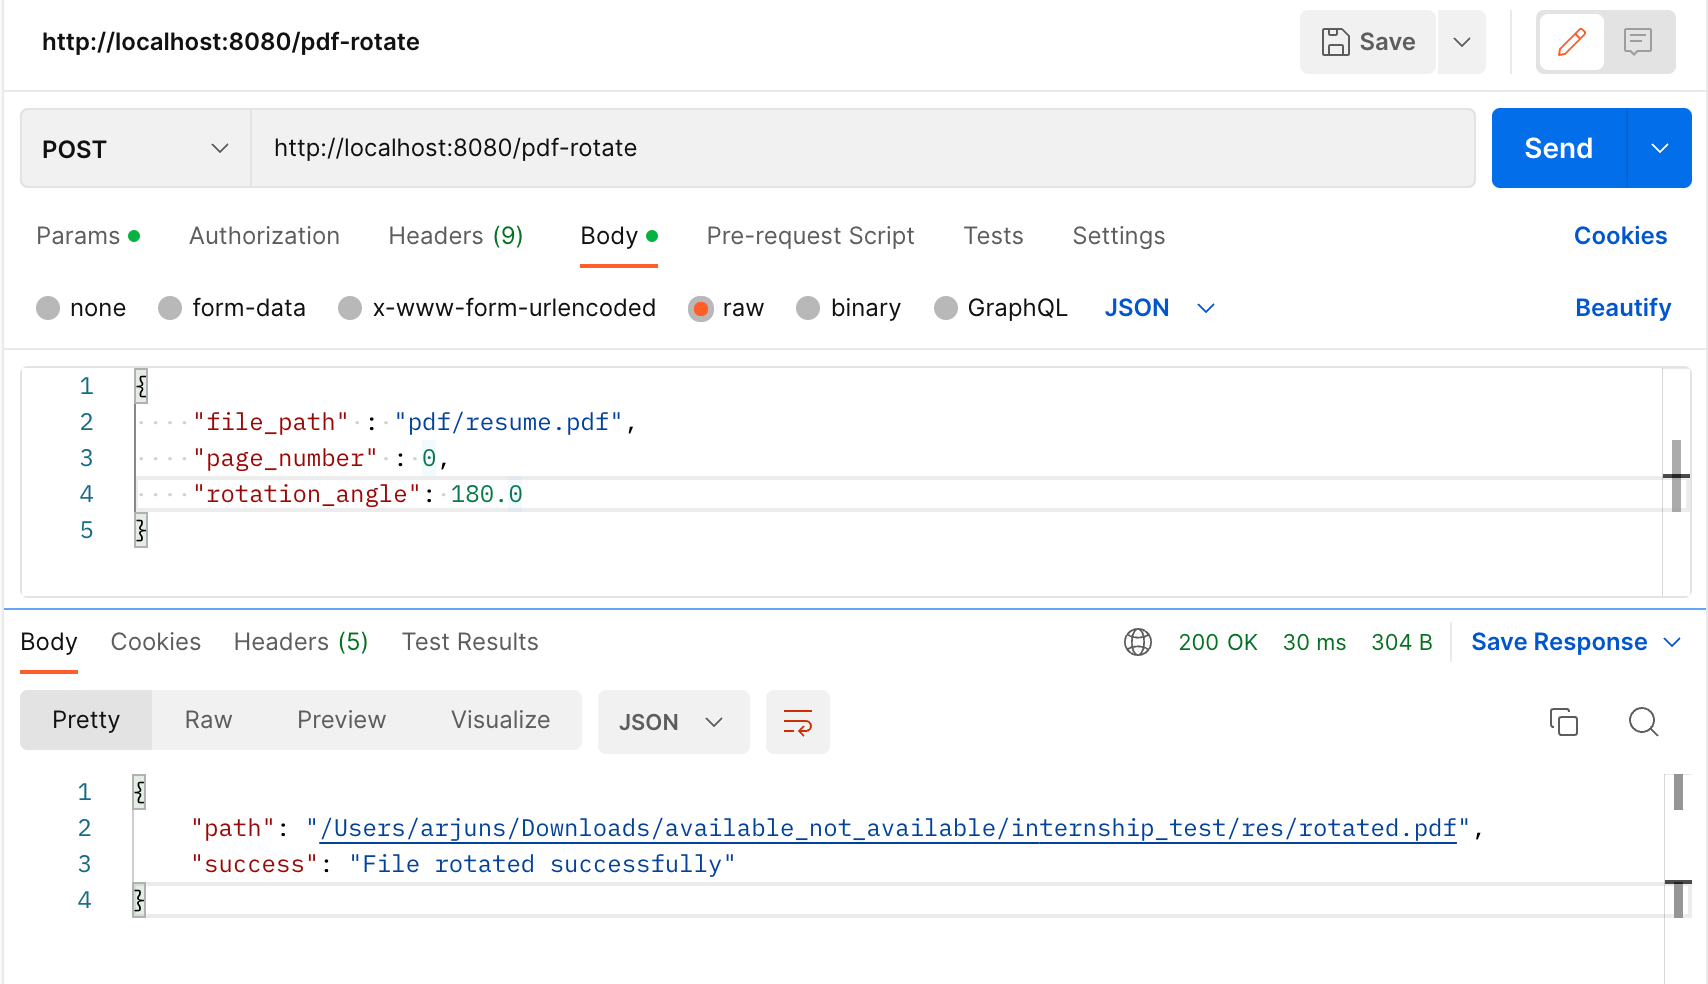 http://localhost:8080/pdf-rotate
Save
POST
http://localhost:8080/pdf-rotate
Send
Params
Authorization
Headers (9)
Body
Pre-request Script
Tests
Settings
Cookies
none
form-data
x-www-form-urlencoded
raw
binary
GraphQL
JSON
Beautify
1 {
2 "file_path" : "pdf/resume.pdf",
3 "page_number" : 0,
4 "rotation_angle": 180.0
5 }
Body
Cookies
Headers (5)
Test Results
200 OK
30 ms
304 B
Save Response
Pretty
Raw
Preview
Visualize
JSON
1 {
2 "path": "/Users/arjuns/Downloads/available_not_available/internship_test/res/rotated.pdf",
3 "success": "File rotated successfully"
4 }